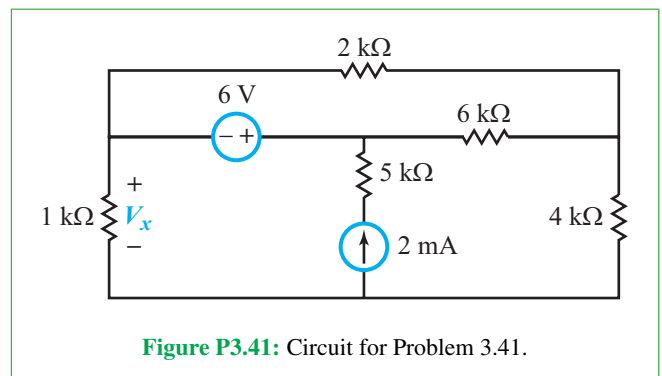 2 kΩ
6 V
6 kΩ
− +
5 kΩ
+
1 kΩ
Vx
−
4 kΩ
2 mA
Figure P3.41: Circuit for Problem 3.41.